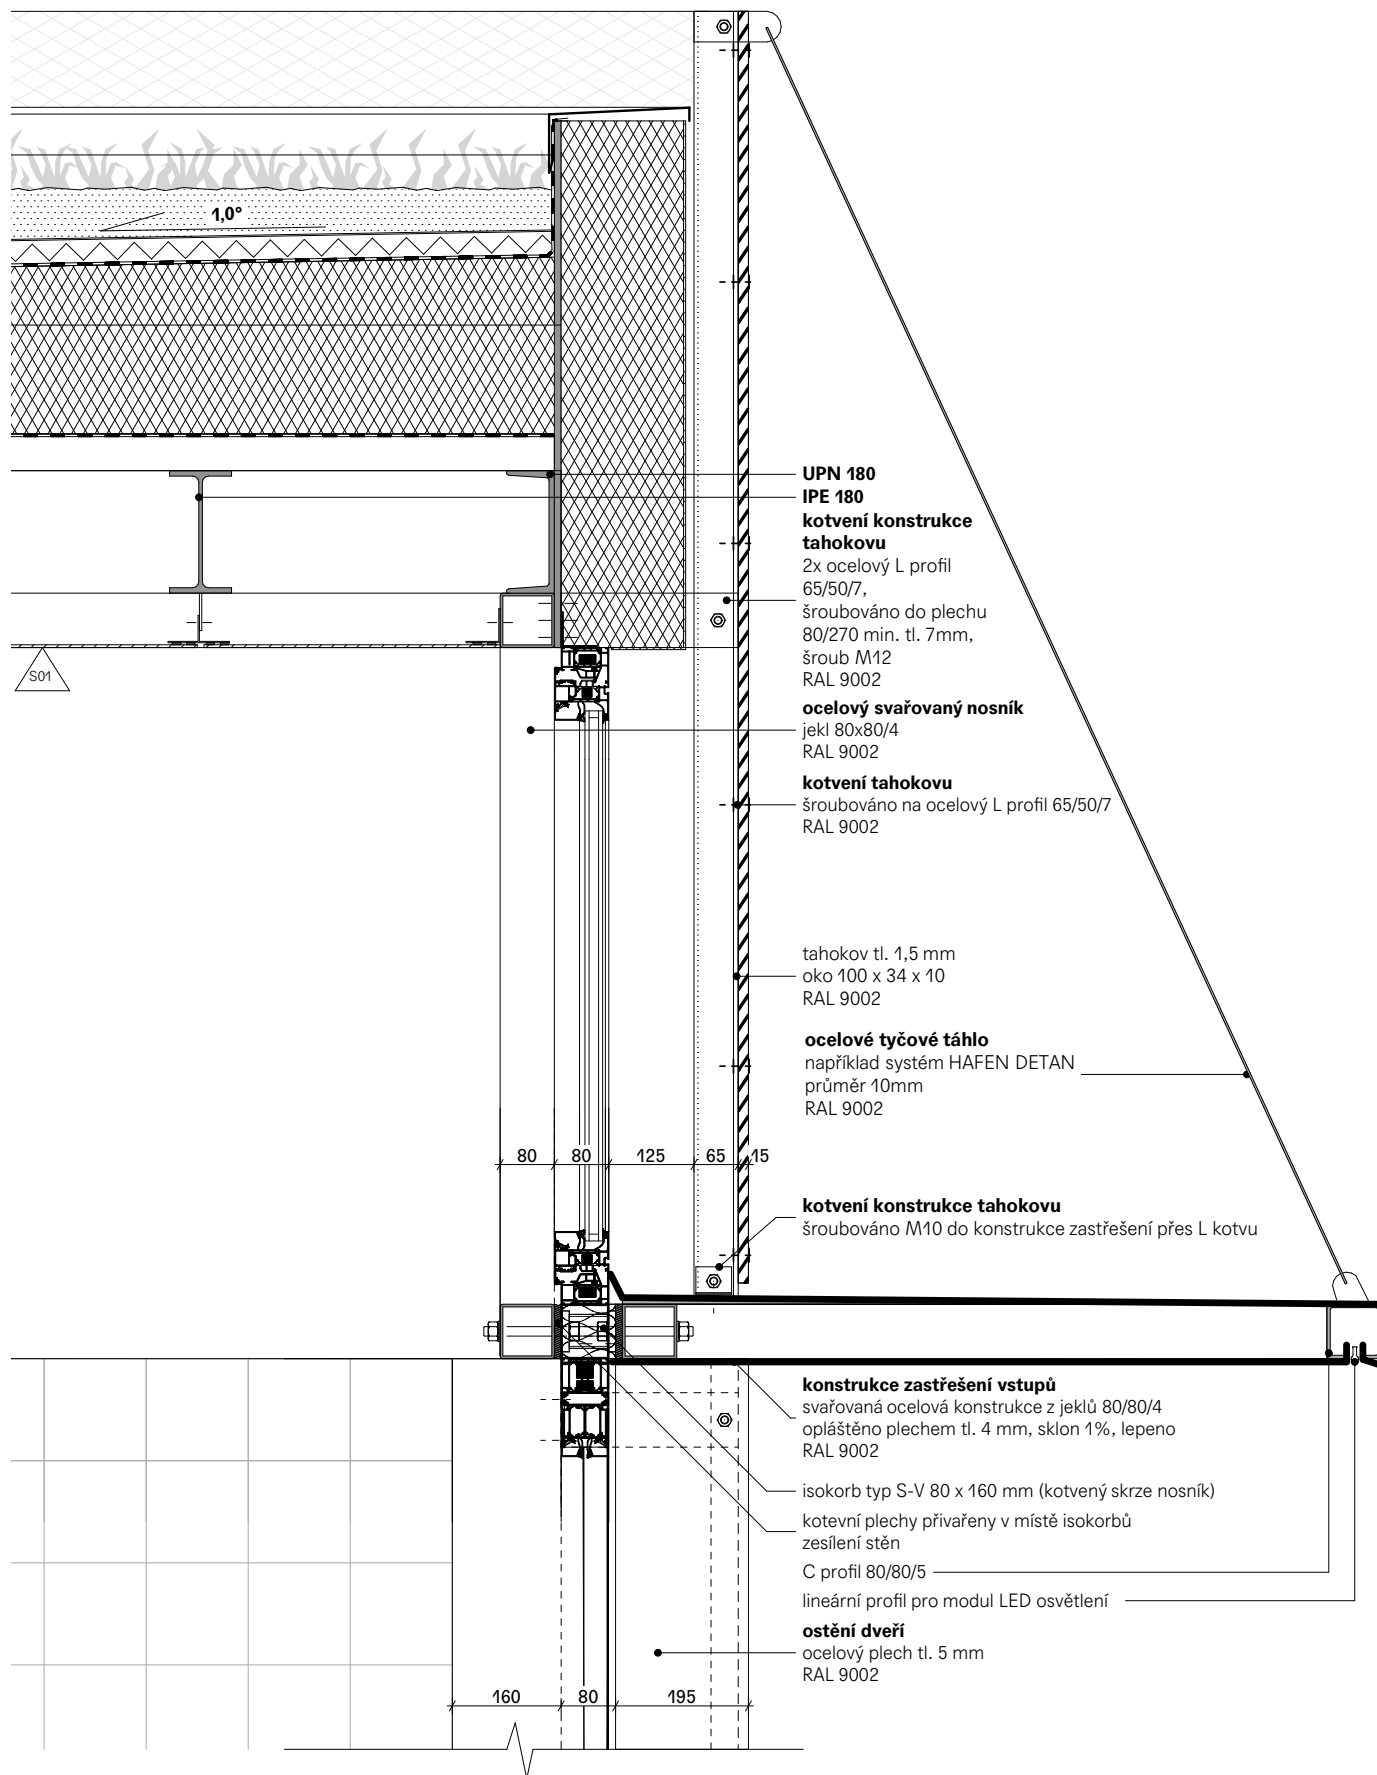 1,0°
UPN 180
IPE 180
kotvení konstrukce
tahokovu
2x ocelový L profil
65/50/7,
šroubováno do plechu
80/270 min. tl. 7mm,
šroub M12
RAL 9002
S01
ocelový svařovaný nosník
jekl 80x80/4
RAL 9002
kotvení tahokovu
šroubováno na ocelový L profil 65/50/7
RAL 9002
tahokov tl. 1,5 mm
oko 100 x 34 x 10
RAL 9002
ocelové tyčové táhlo
například systém HAFEN DETAN
průměr 10mm
RAL 9002
80 80 125 65 15
kotvení konstrukce tahokovu
šroubováno M10 do konstrukce zastřešení přes L kotvu
konstrukce zastřešení vstupů
svařovaná ocelová konstrukce z jeklů 80/80/4
opláštěno plechem tl. 4 mm, sklon 1%, lepeno
RAL 9002
isokorb typ S-V 80 x 160 mm (kotvený skrze nosník)
kotevní plechy přivařeny v místě isokorbů
zesílení stěn
C profil 80/80/5
lineární profil pro modul LED osvětlení
ostění dveří
ocelový plech tl. 5 mm
RAL 9002
160 80 195